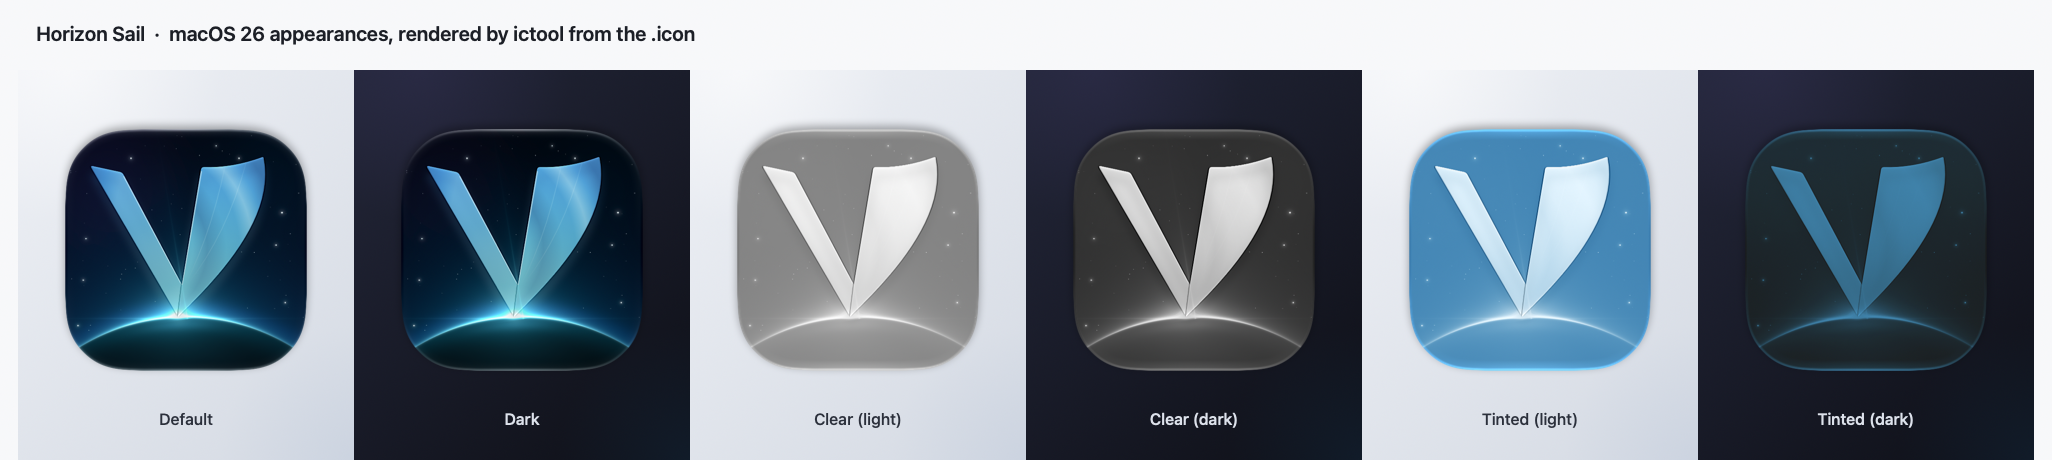 Horizon Sail · macOS 26 appearances, rendered by ictool from the .icon
Default
Dark
Clear (light)
Clear (dark)
Tinted (light)
Tinted (dark)